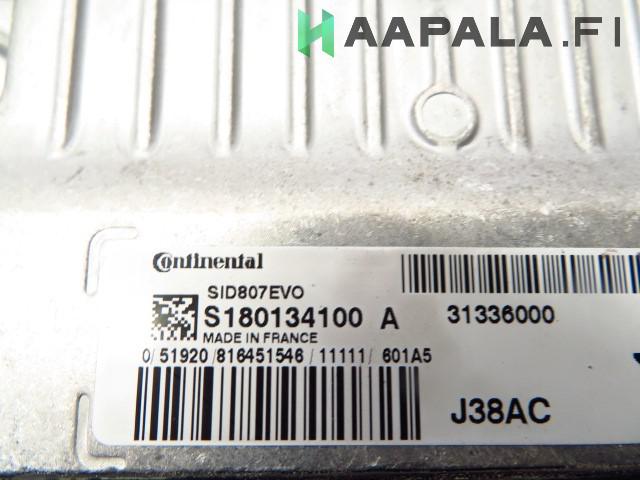 HAAPALA.FI
Continental
SID807EVO
S180134100 A 31336000
MADE IN FRANCE
0/51920/816451546/11111/601A5
J38AC